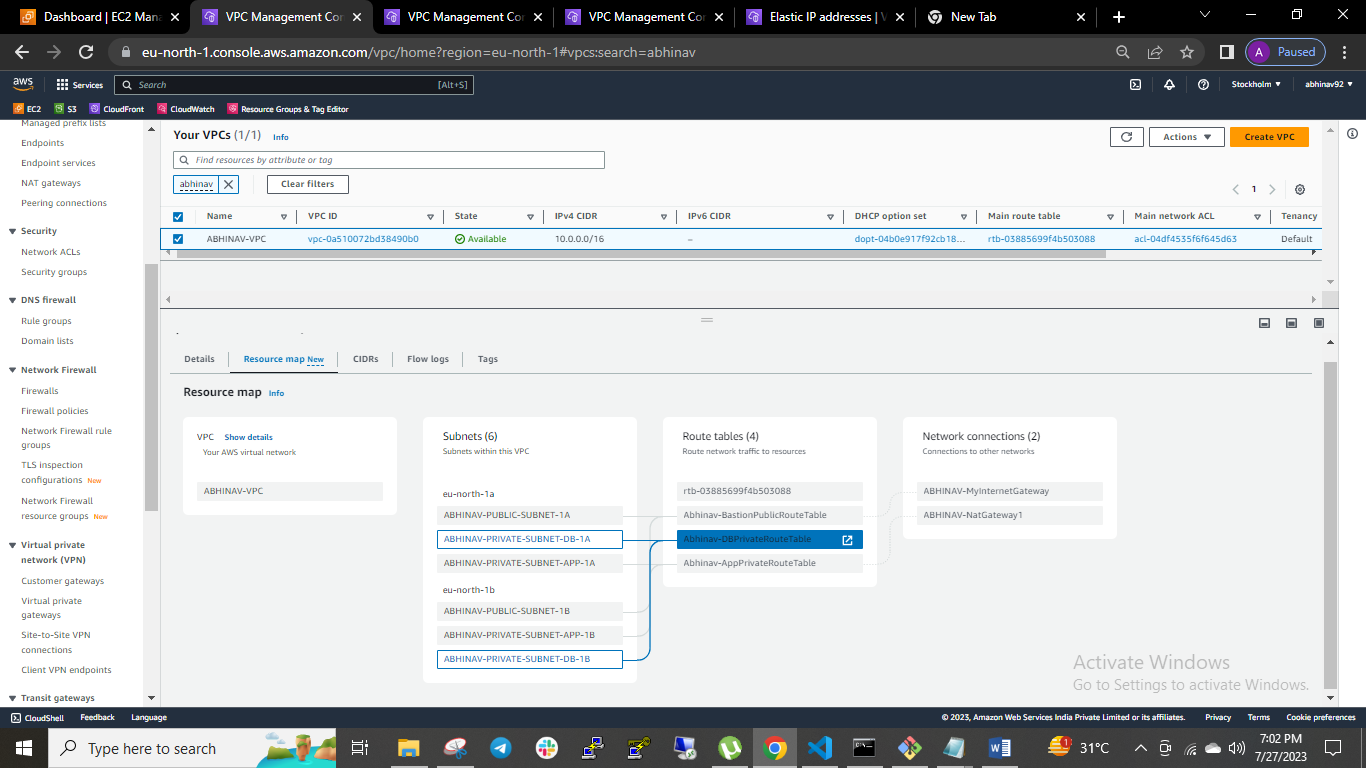 Dashboard | EC2 Mana
VPC Management Con
VPC Management Con
VPC Management Con
Elastic IP addresses | V
New Tab
eu-north-1.console.aws.amazon.com/vpc/home?region=eu-north-1#vpcs:search=abhinav
A Paused
aws
Services
Search
[Alt+S]
Stockholm
abhinav92
EC2
S3
CloudFront
CloudWatch
Resource Groups & Tag Editor
Managed prefix lists
Endpoints
Endpoint services
NAT gateways
Peering connections
Security
Network ACLs
Security groups
DNS firewall
Rule groups
Domain lists
Network Firewall
Firewalls
Firewall policies
Network Firewall rule
groups
TLS inspection
configurations New
Network Firewall
resource groups New
Virtual private
network (VPN)
Customer gateways
Virtual private
gateways
Site-to-Site VPN
connections
Client VPN endpoints
Transit gateways
Your VPCs (1/1) Info
Actions
Create VPC
Find resources by attribute or tag
abhinav
Clear filters
1
Name VPC ID State IPv4 CIDR IPv6 CIDR DHCP option set Main route table Main network ACL Tenancy
ABHINAV-VPC vpc-0a510072bd38490b0 Available 10.0.0.0/16 – dopt-04b0e917f92cb18... rtb-03885699f4b503088 acl-04df4535f6f645d63 Default
Details
Resource map New
CIDRs
Flow logs
Tags
Resource map Info
VPC Show details
Your AWS virtual network
ABHINAV-VPC
Subnets (6)
Subnets within this VPC
eu-north-1a
ABHINAV-PUBLIC-SUBNET-1A
ABHINAV-PRIVATE-SUBNET-DB-1A
ABHINAV-PRIVATE-SUBNET-APP-1A
eu-north-1b
ABHINAV-PUBLIC-SUBNET-1B
ABHINAV-PRIVATE-SUBNET-APP-1B
ABHINAV-PRIVATE-SUBNET-DB-1B
Route tables (4)
Route network traffic to resources
rtb-03885699f4b503088
Abhinav-BastionPublicRouteTable
Abhinav-DBPrivateRouteTable
Abhinav-AppPrivateRouteTable
Network connections (2)
Connections to other networks
ABHINAV-MyInternetGateway
ABHINAV-NatGateway1
Activate Windows
Go to Settings to activate Windows.
CloudShell
Feedback
Language
© 2023, Amazon Web Services India Private Limited or its affiliates.
Privacy
Terms
Cookie preferences
Type here to search
1
31°C
7:02 PM
7/27/2023